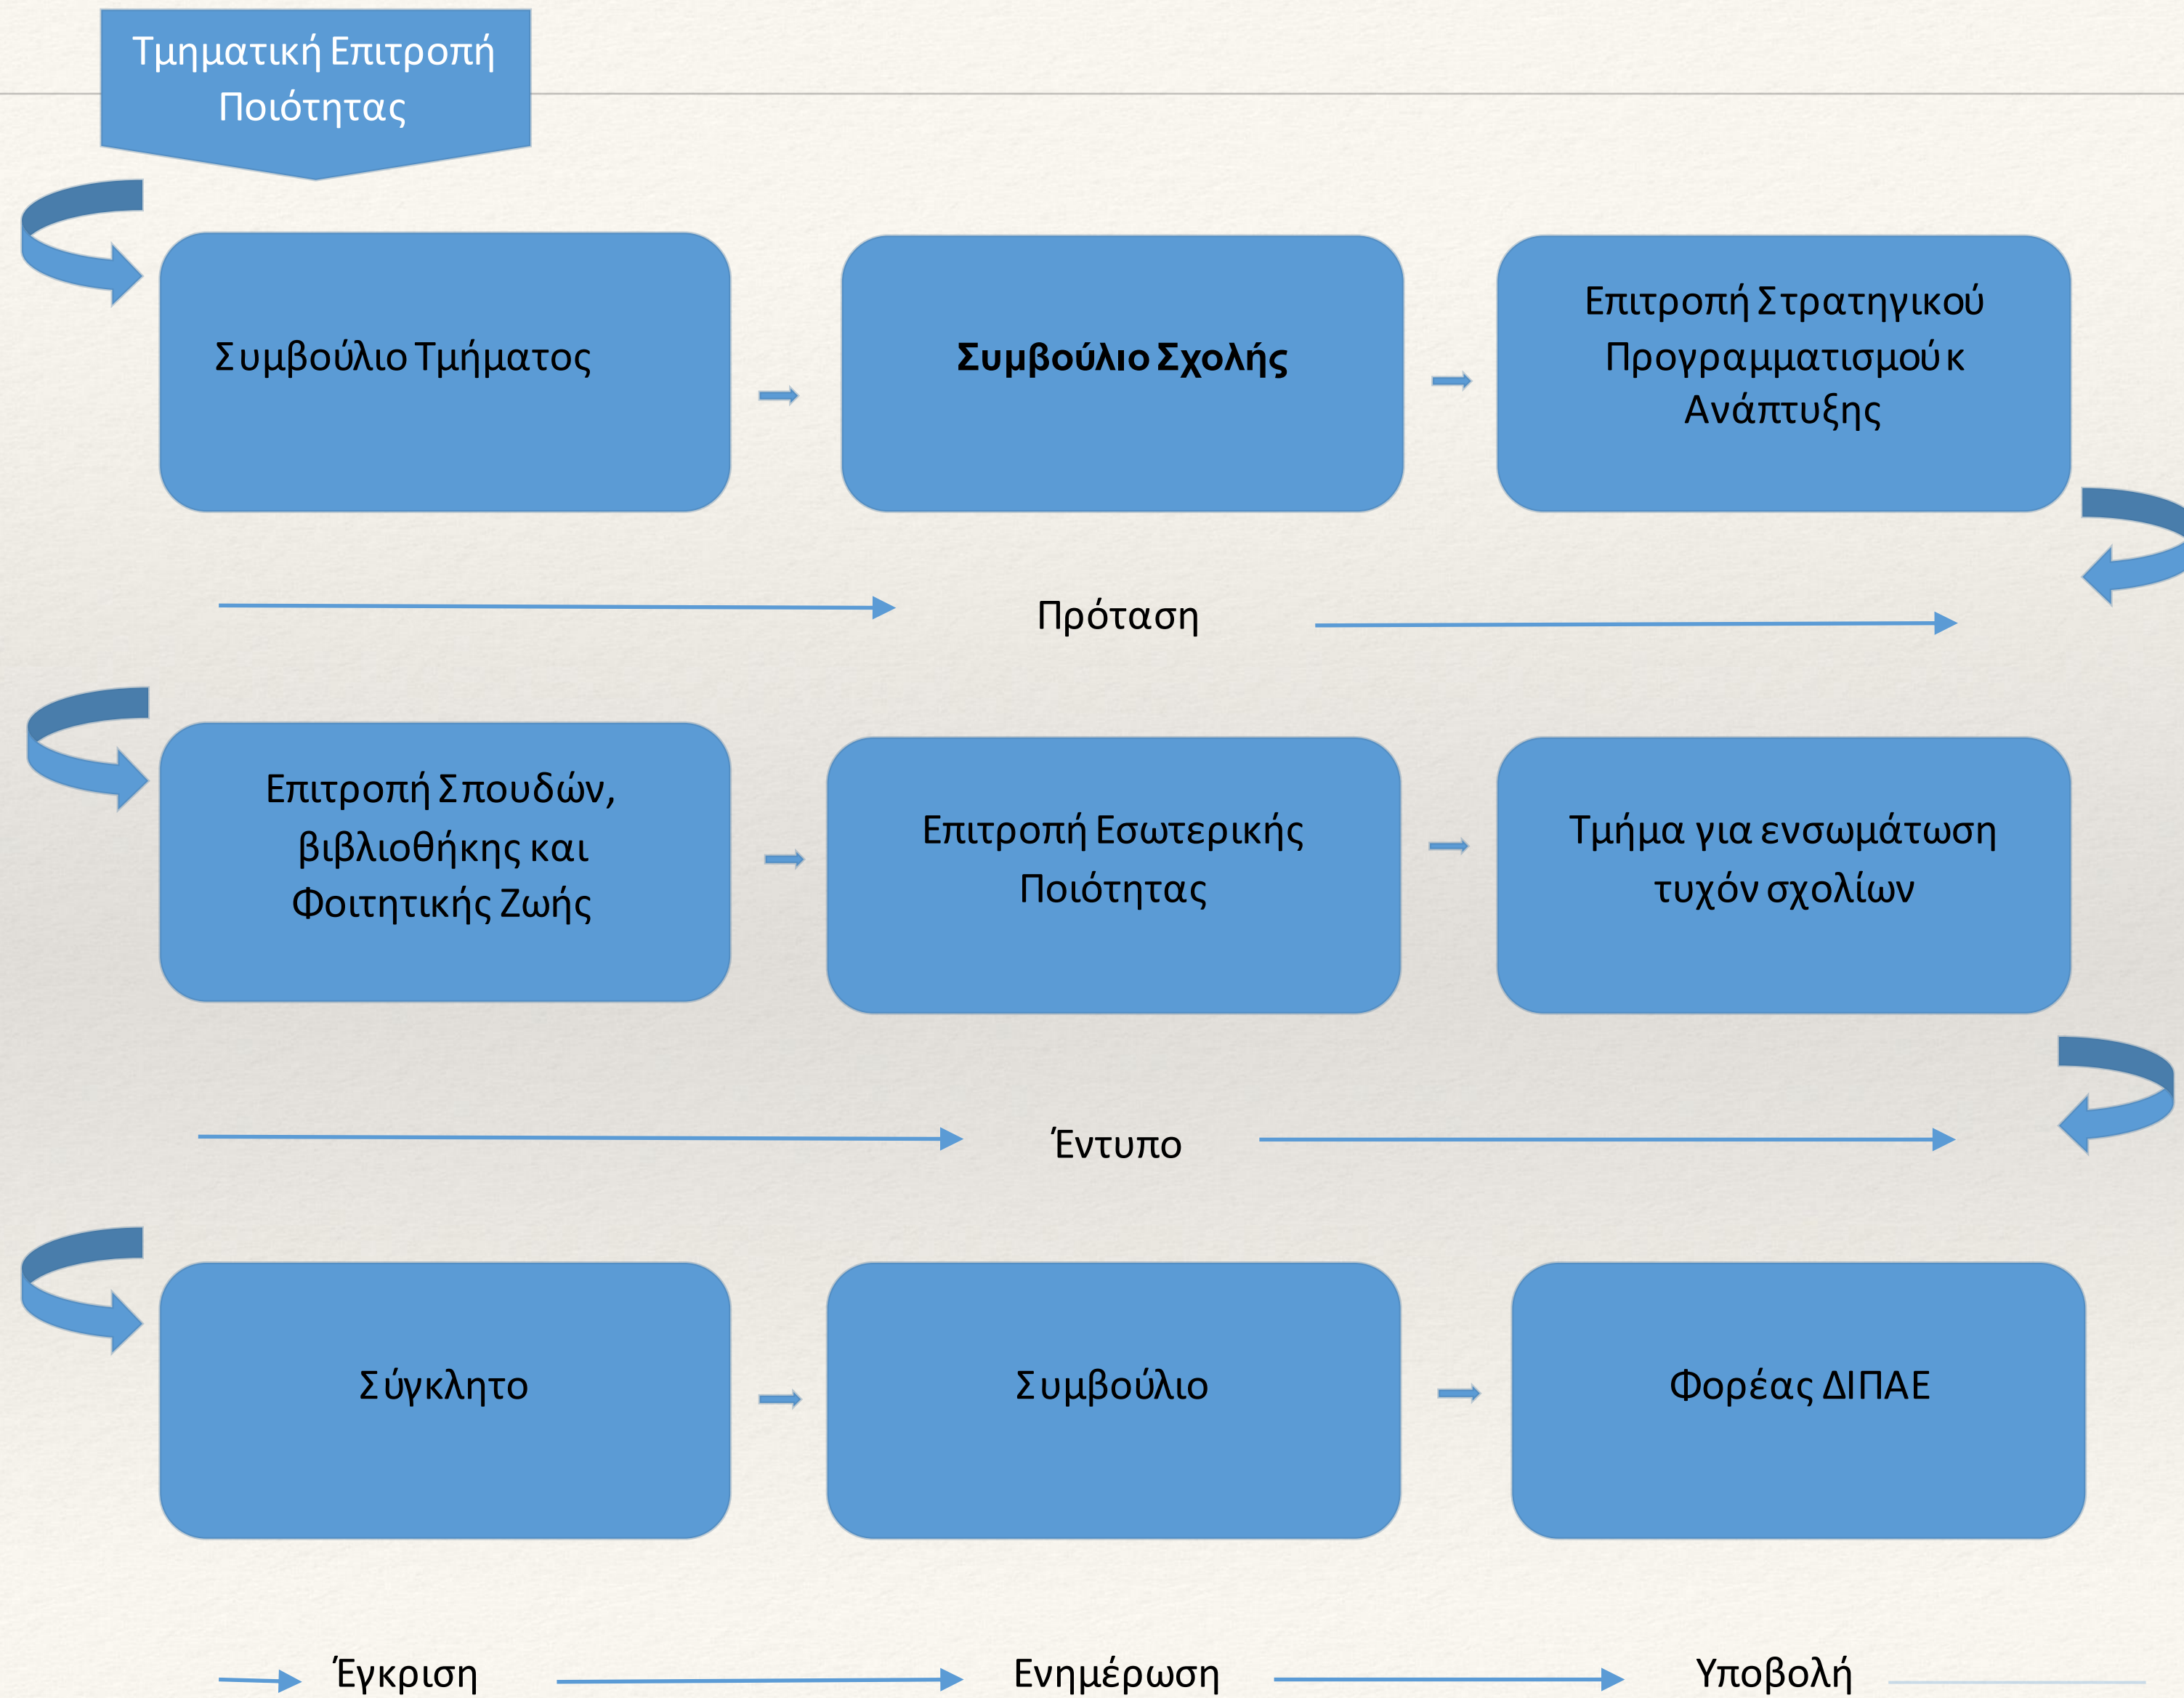 Τμηματική Επιτροπή
Ποιότητας
Συμβούλιο Τμήματος
Συμβούλιο Σχολής
Επιτροπή Στρατηγικού
Προγραμματισμού κ
Ανάπτυξης
Πρόταση
Επιτροπή Σπουδών,
βιβλιοθήκης και
Φοιτητικής Ζωής
Επιτροπή Εσωτερικής
Ποιότητας
Τμήμα για ενσωμάτωση
τυχόν σχολίων
Έντυπο
Σύγκλητο
Συμβούλιο
Φορέας ΔΙΠΑΕ
Έγκριση
Ενημέρωση
Υποβολή